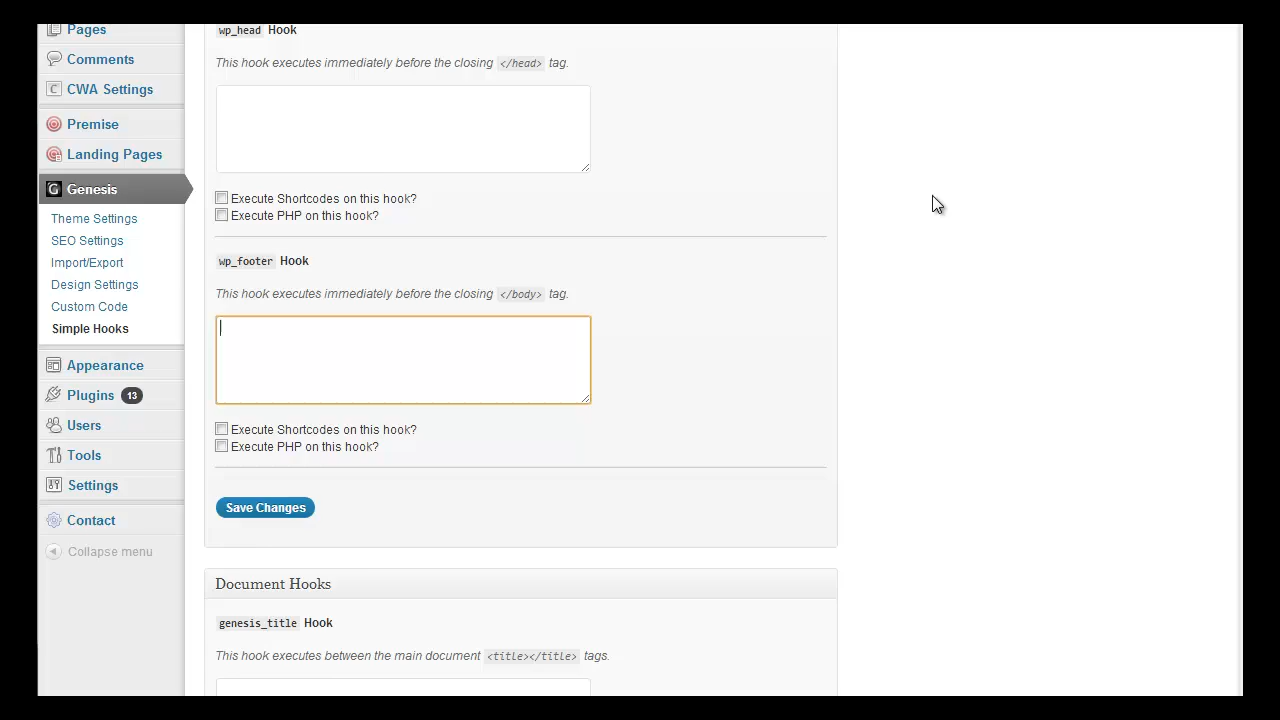 Pages
Comments
CWA Settings
Premise
Landing Pages
G Genesis
Theme Settings
SEO Settings
Import/Export
Design Settings
Custom Code
Simple Hooks
Appearance
Plugins 13
Users
Tools
Settings
Contact
Collapse menu
wp_head Hook
This hook executes immediately before the closing </head> tag.
Execute Shortcodes on this hook?
Execute PHP on this hook?
wp_footer Hook
This hook executes immediately before the closing </body> tag.
Execute Shortcodes on this hook?
Execute PHP on this hook?
Save Changes
Document Hooks
genesis_title Hook
This hook executes between the main document <title></title> tags.